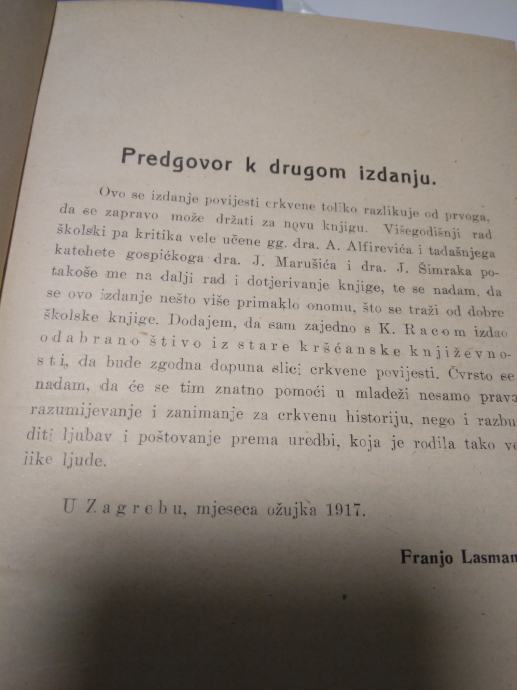 Predgovor k drugom izdanju.
Ovo se izdanje povijesti crkvene toliko razlikuje od prvoga,
da se zapravo može držati za novu knjigu. Višegodišnji rad
školski pa kritika vele učene gg. dra. A. Alfirevića i tadašnjega
katehete gospićkoga dra. J. Marušića i dra. J. Šimraka po-
takoše me na dalji rad i dotjerivanje knjige, te se nadam, da
se ovo izdanje nešto više primaklo onomu, što se traži od dobre
školske knjige. Dodajem, da sam zajedno s K. Racom izdao
odabrano štivo iz stare kršćanske književno-
sti, da bude zgodna dopuna slici crkvene povijesti. Čvrsto se
nadam, da će se tim znatno pomoći u mladeži nesamo prava
razumijevanje i zanimanje za crkvenu historiju, nego i razbu
diti ljubav i poštovanje prema uredbi, koja je rodila tako ve
like ljude.
U Zagrebu, mjeseca ožujka 1917.
Franjo Lasman